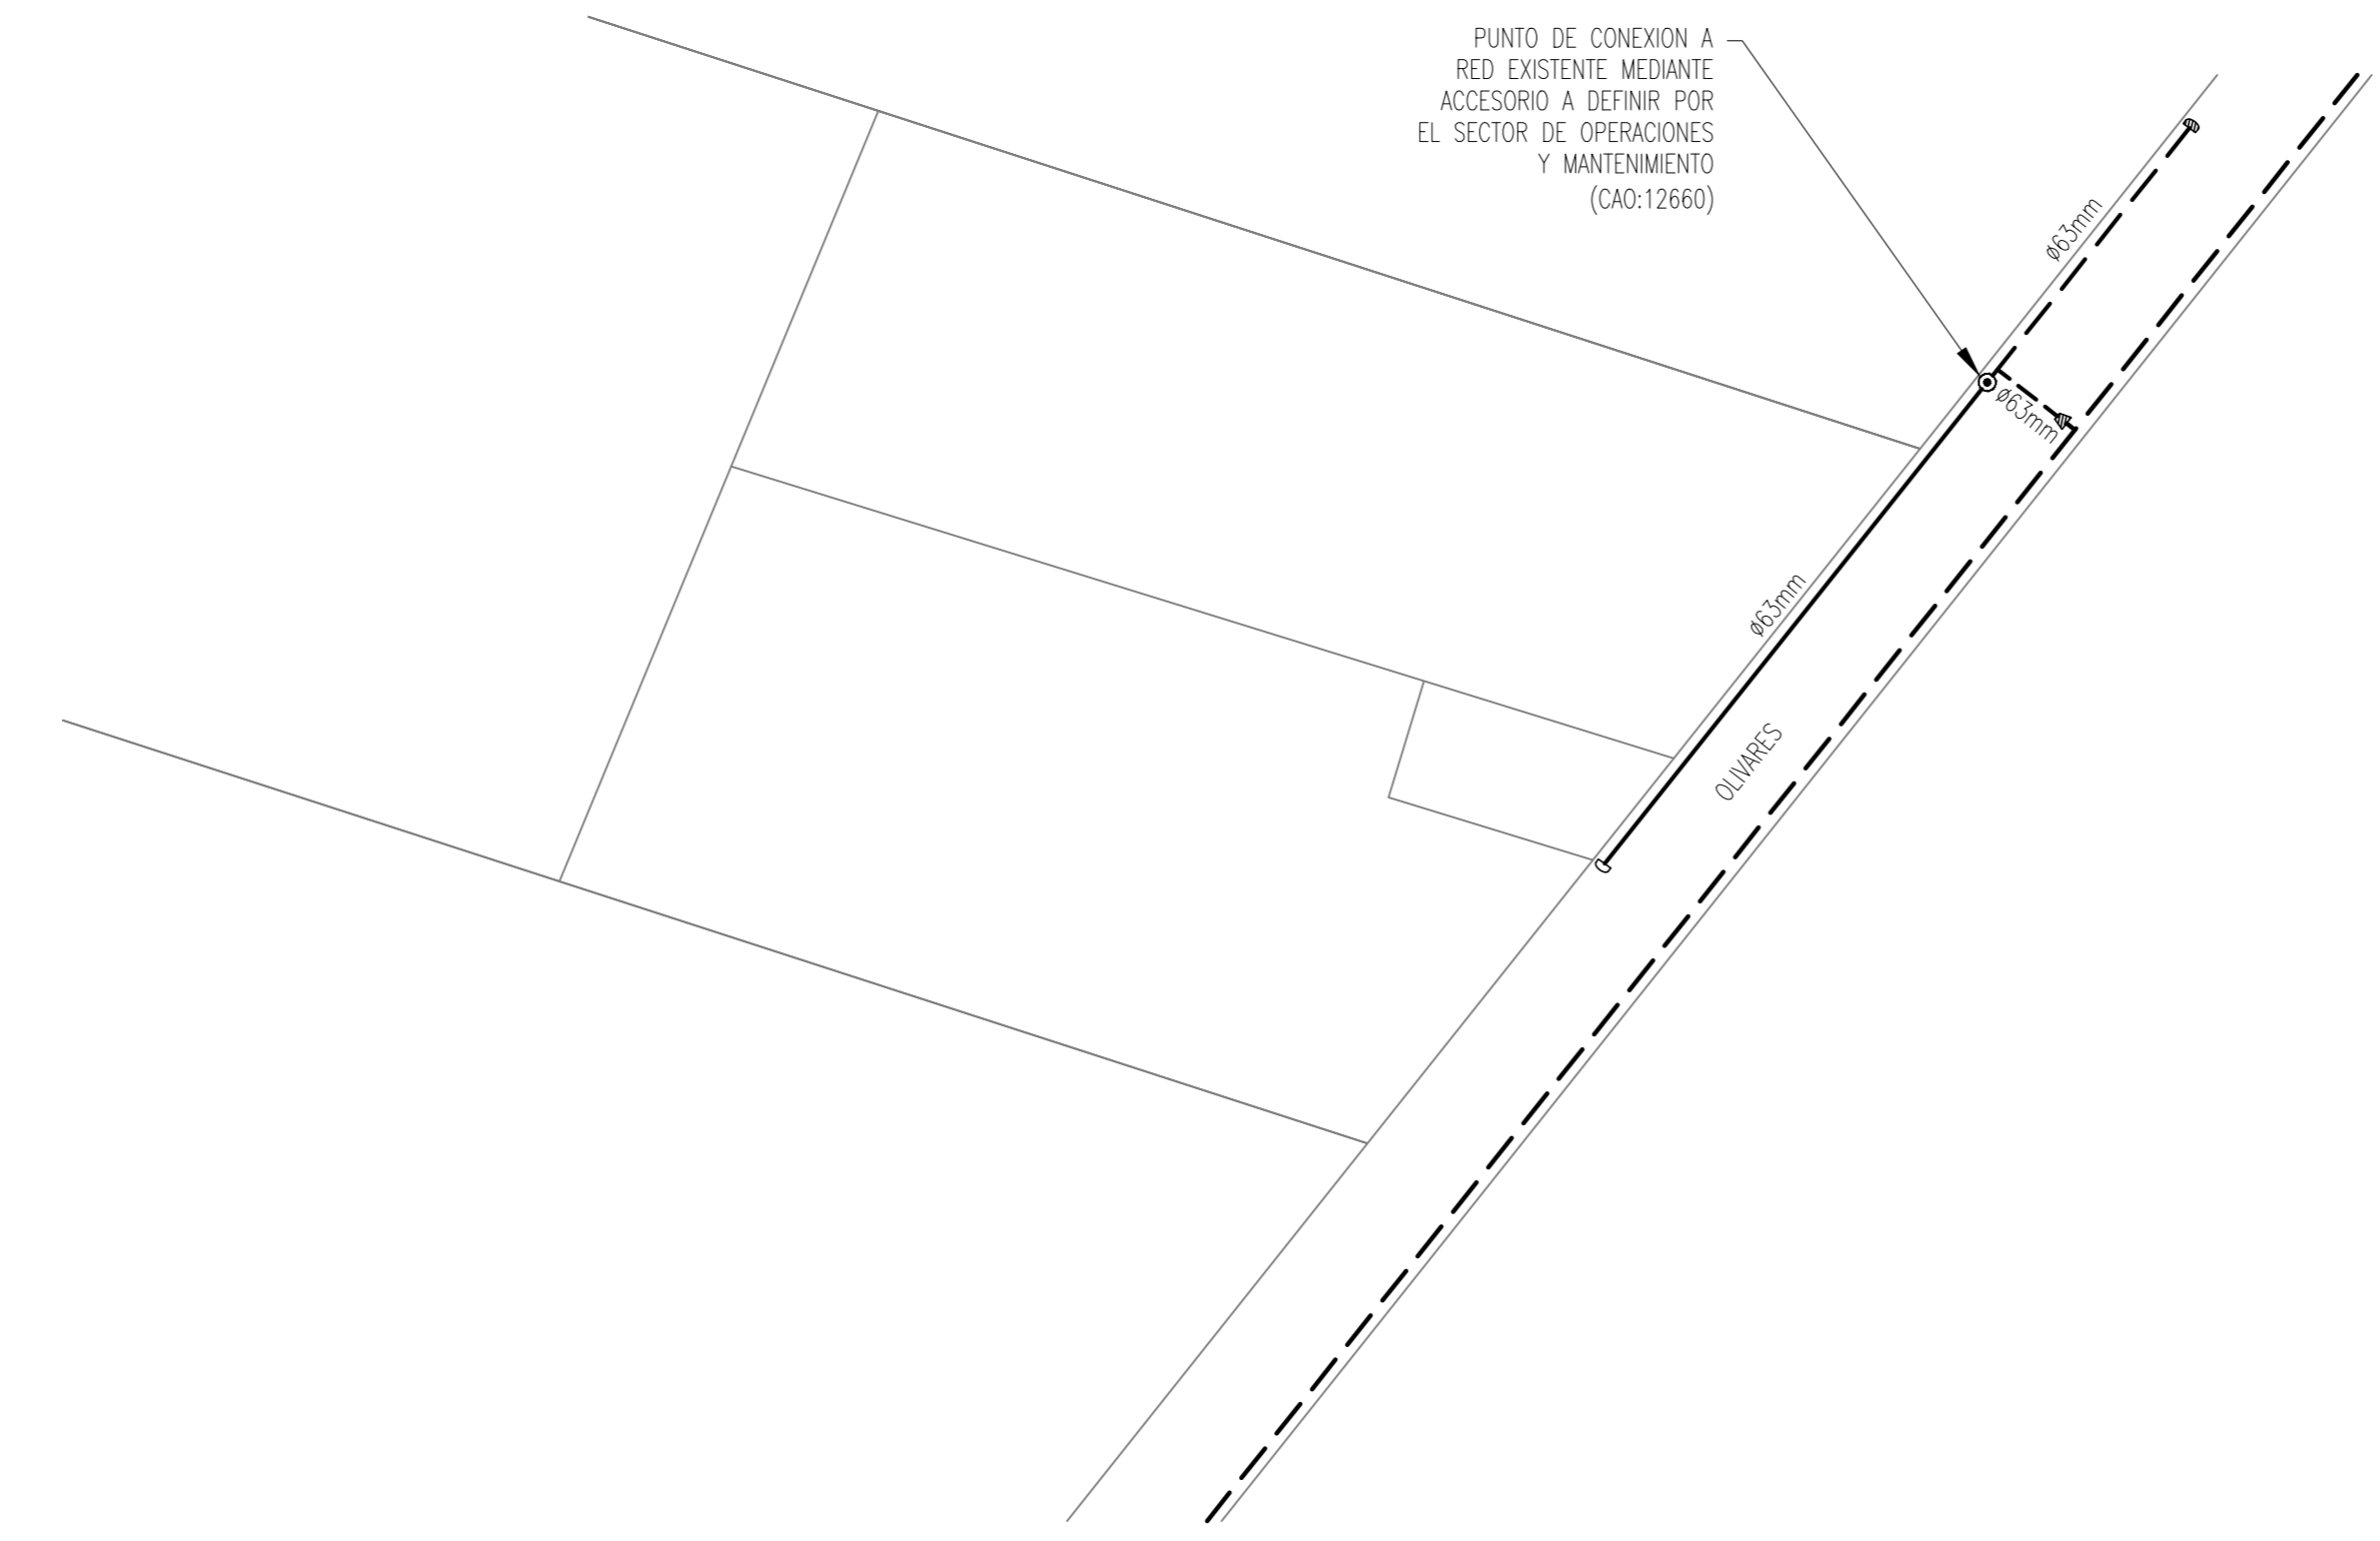 PUNTO DE CONEXION A
RED EXISTENTE MEDIANTE
ACCESORIO A DEFINIR POR
EL SECTOR DE OPERACIONES
Y MANTENIMIENTO
(CAO:12660)
ø63mm
ø63mm
ø63mm
OLIVARES